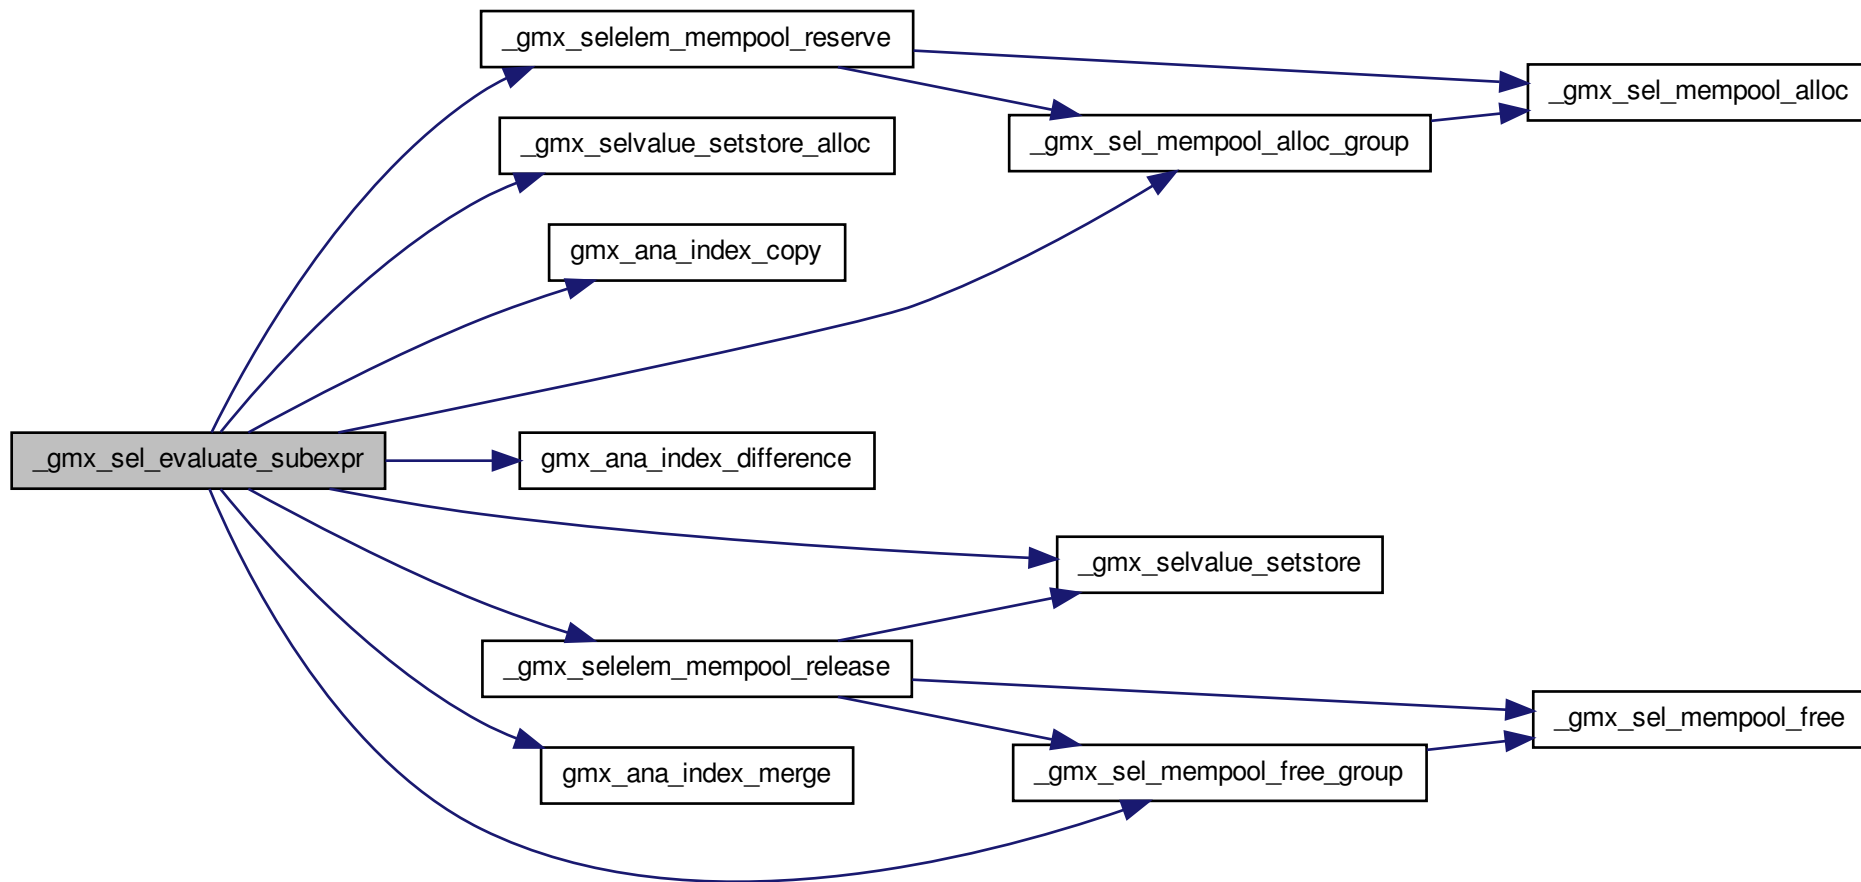 _gmx_selelem_mempool_reserve
_gmx_sel_mempool_alloc
_gmx_selvalue_setstore_alloc
_gmx_sel_mempool_alloc_group
gmx_ana_index_copy
_gmx_sel_evaluate_subexpr
gmx_ana_index_difference
_gmx_selvalue_setstore
_gmx_selelem_mempool_release
_gmx_sel_mempool_free
gmx_ana_index_merge
_gmx_sel_mempool_free_group